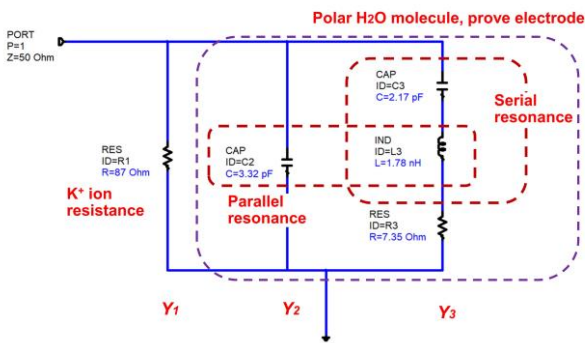 Polar H2O molecule, prove electrode
PORT
P=1
Z=50 Ohm
CAP
ID=C3
C=2.17 pF
Serial
resonance
IND
ID=L3
L=1.78 nH
RES
ID=R1
R=87 Ohm
CAP
ID=C2
C=3.32 pF
K+ ion
resistance
Parallel
resonance
RES
ID=R3
R=7.35 Ohm
Y1
Y2
Y3